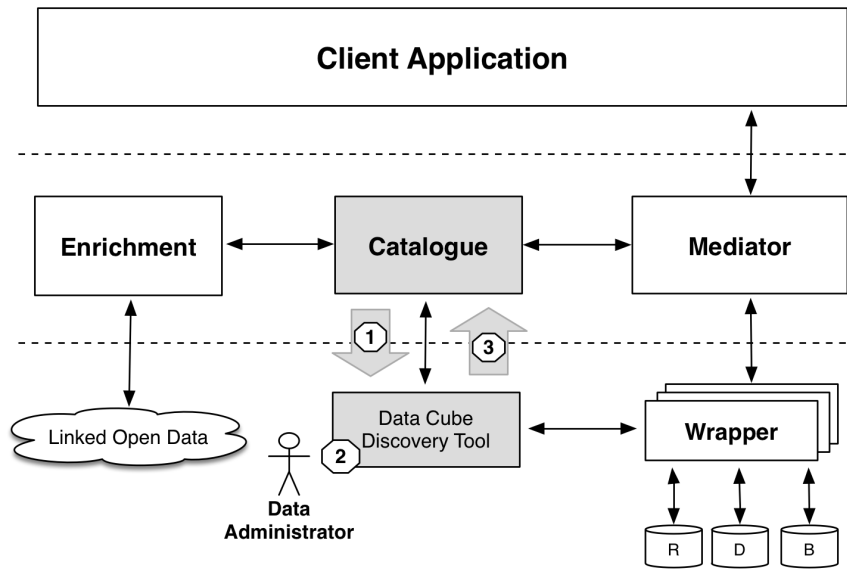 Client Application
Enrichment
Catalogue
Mediator
1
3
Linked Open Data
Data Cube
Discovery Tool
2
Wrapper
Data
Administrator
R
D
B